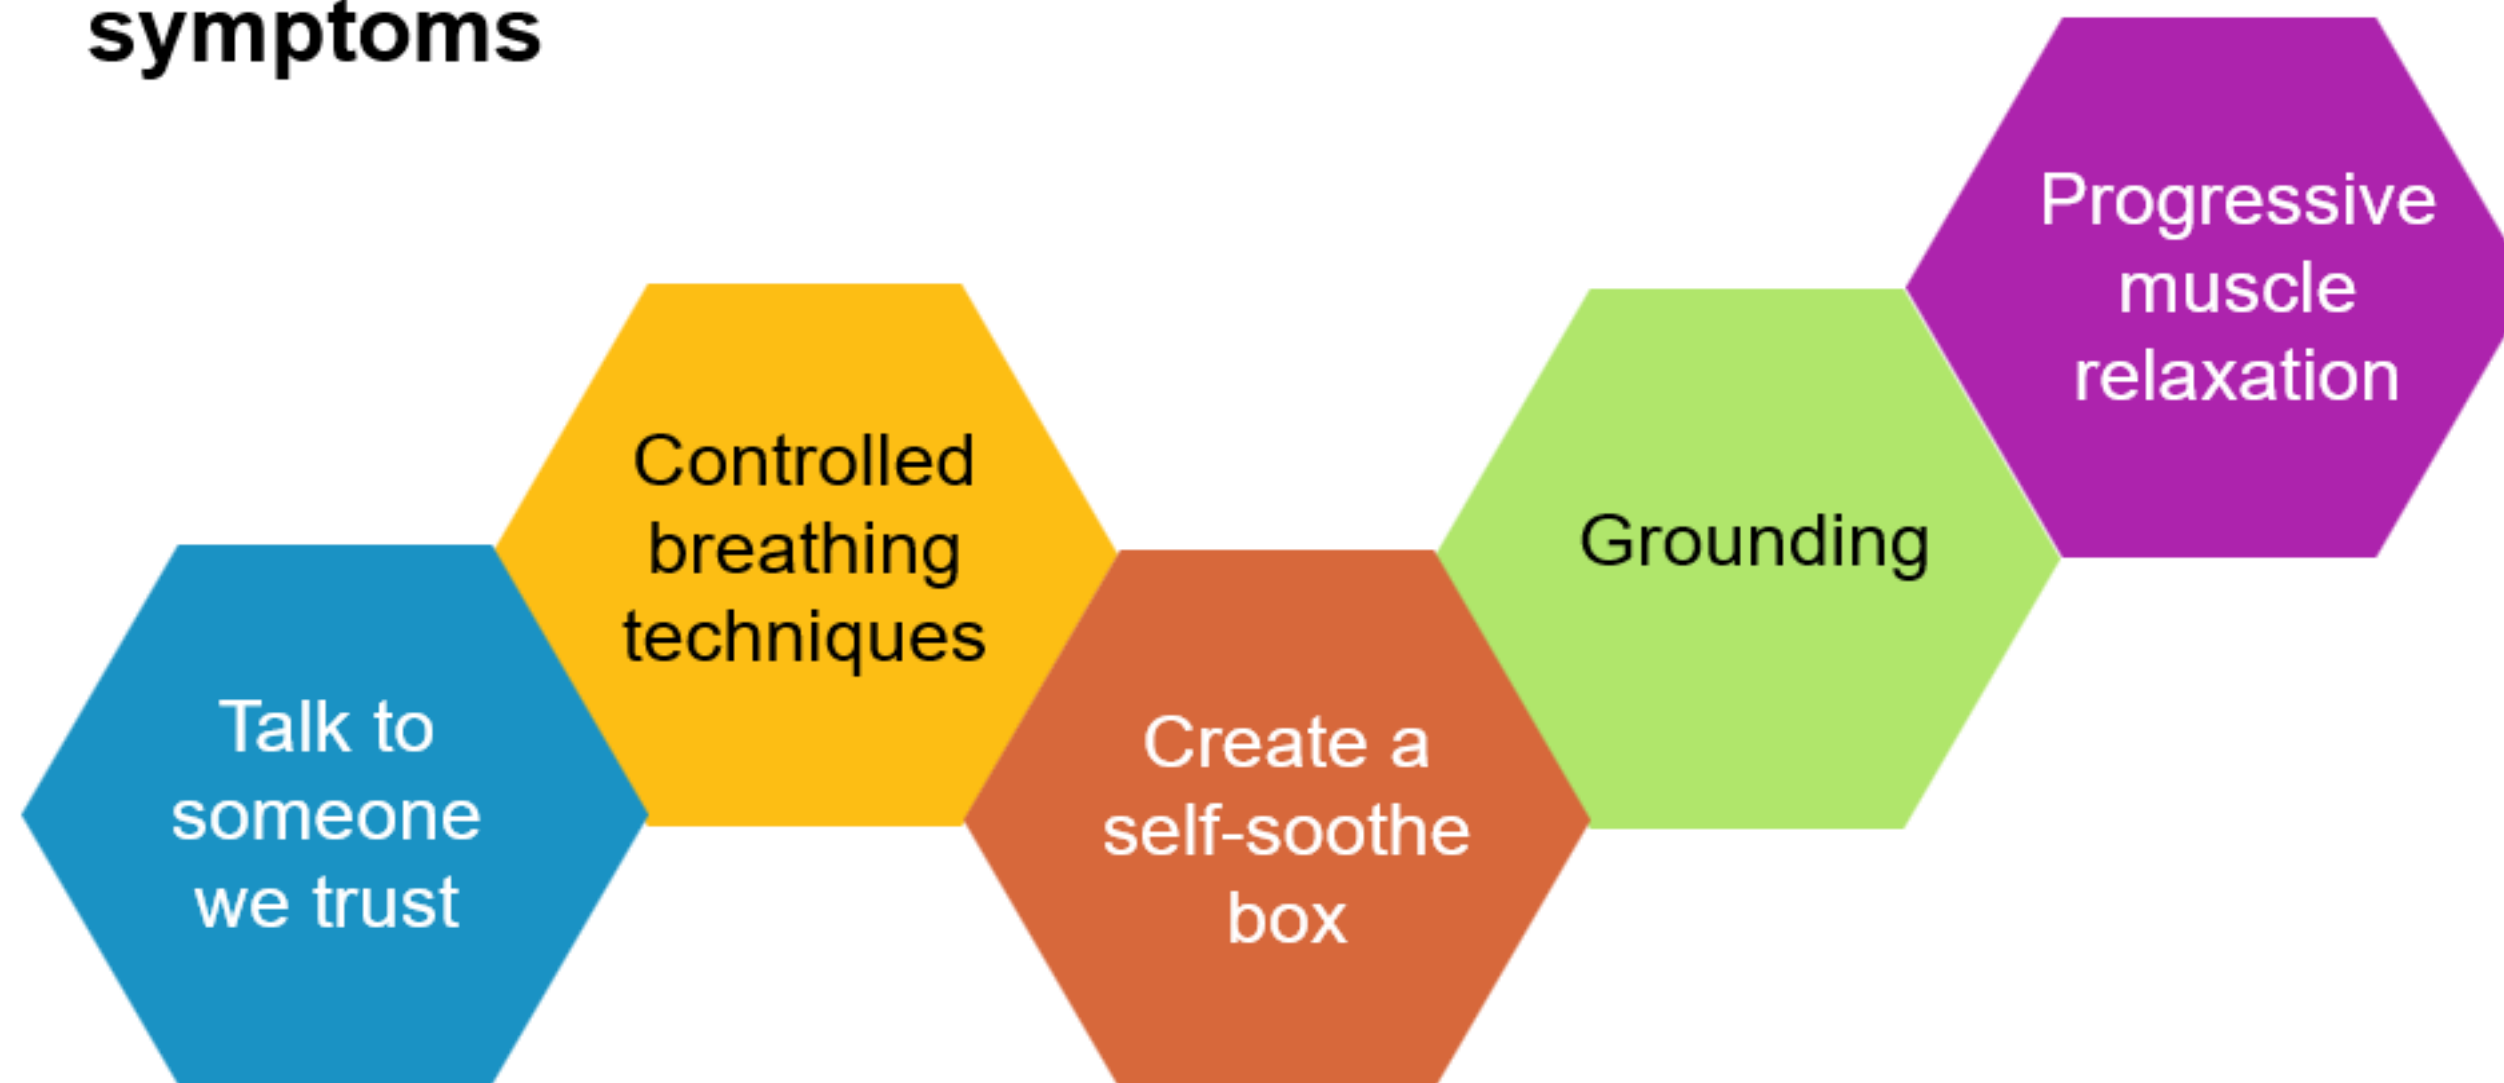 symptoms
Talk to
someone
we trust
Controlled
breathing
techniques
Create a
self-soothe
box
Grounding
Progressive
muscle
relaxation